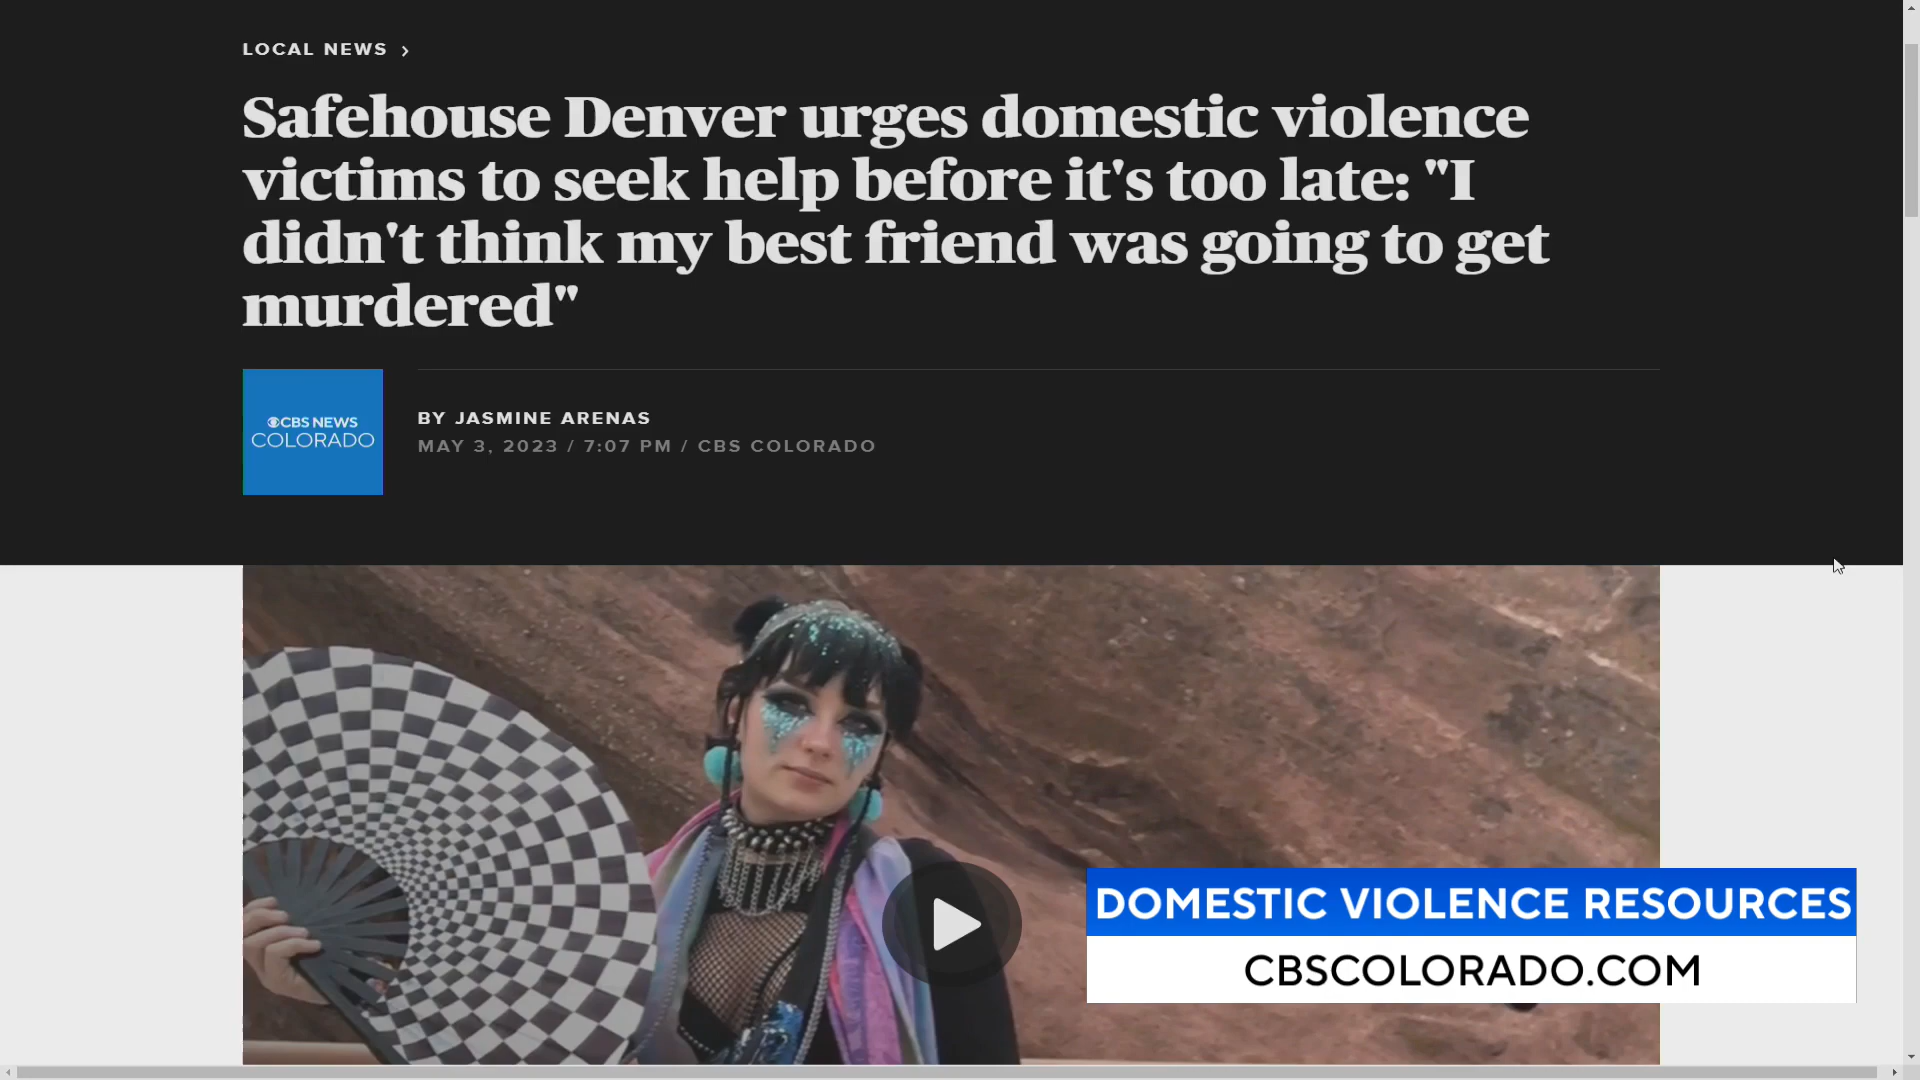 LOCAL NEWS >
Safehouse Denver urges domestic violence
victims to seek help before it's too late: "I
didn't think my best friend was going to get
murdered"
CBS NEWS
COLORADO
BY JASMINE ARENAS
MAY 3, 2023 / 7:07 PM / CBS COLORADO
DOMESTIC VIOLENCE RESOURCES
CBSCOLORADO.COM